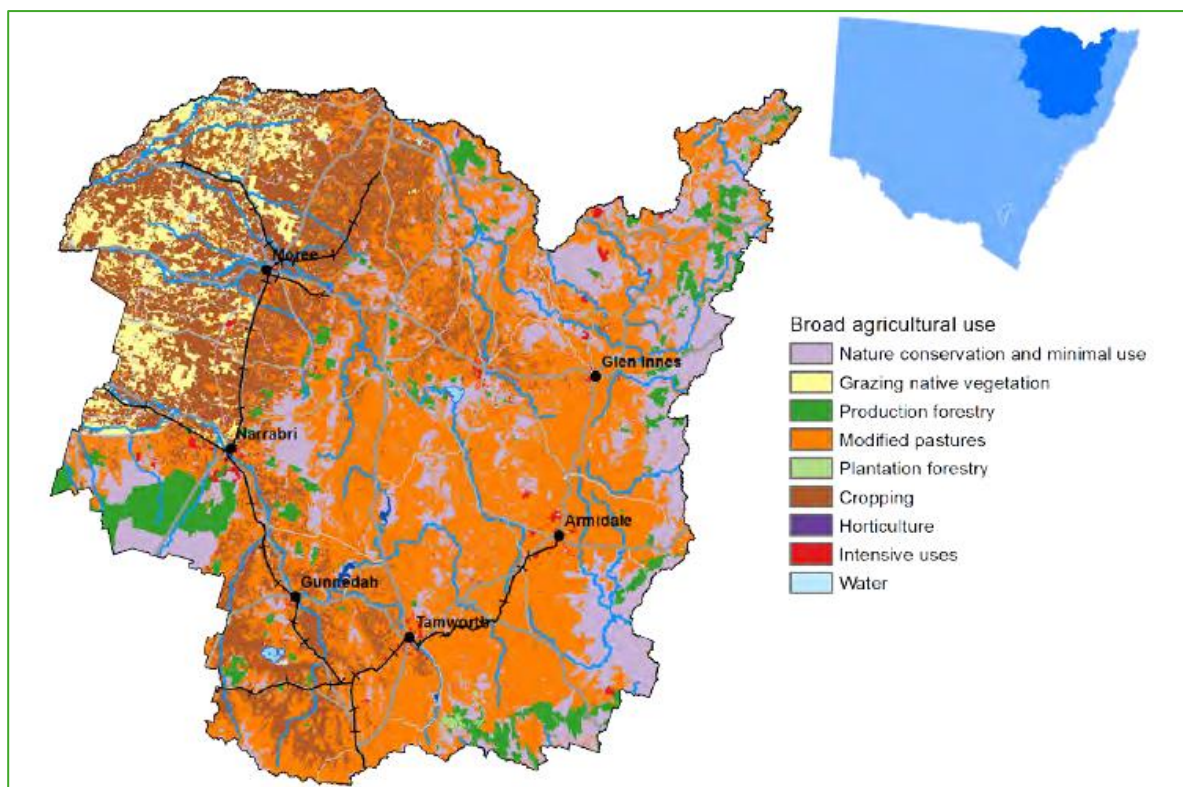 Moree
Glen Innes
Narrabri
Armidale
Gunnedah
Tamworth
Broad agricultural use
Nature conservation and minimal use
Grazing native vegetation
Production forestry
Modified pastures
Plantation forestry
Cropping
Horticulture
Intensive uses
Water